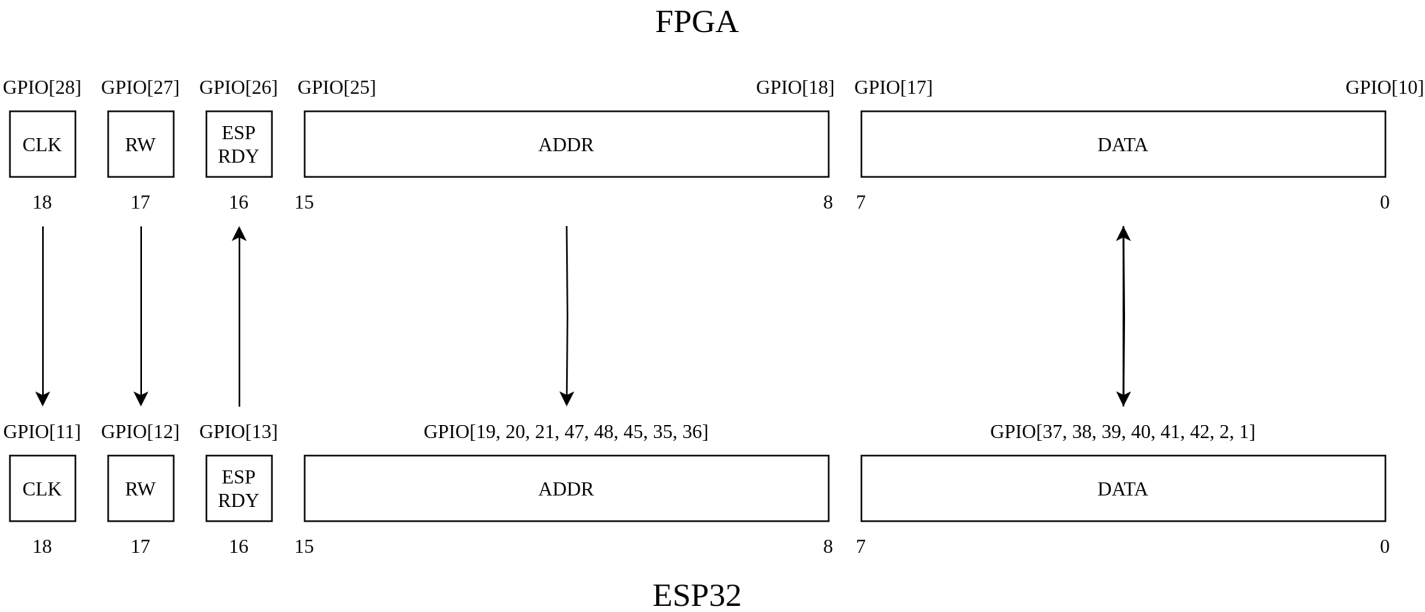 FPGA
GPIO[28] GPIO[27] GPIO[26] GPIO[25] GPIO[18] GPIO[17] GPIO[10]
CLK RW ESP RDY ADDR DATA
18 17 16 15 8 7 0
GPIO[11] GPIO[12] GPIO[13] GPIO[19, 20, 21, 47, 48, 45, 35, 36] GPIO[37, 38, 39, 40, 41, 42, 2, 1]
CLK RW ESP RDY ADDR DATA
18 17 16 15 8 7 0
ESP32